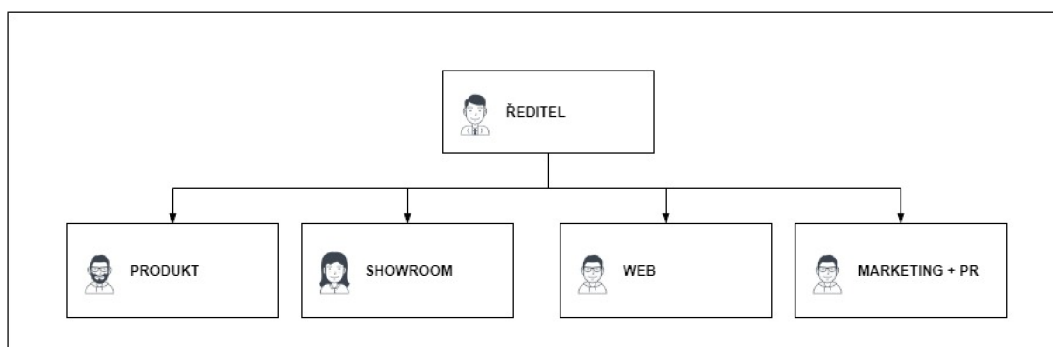 ŘEDITEL
PRODUKT
SHOWROOM
WEB
MARKETING + PR